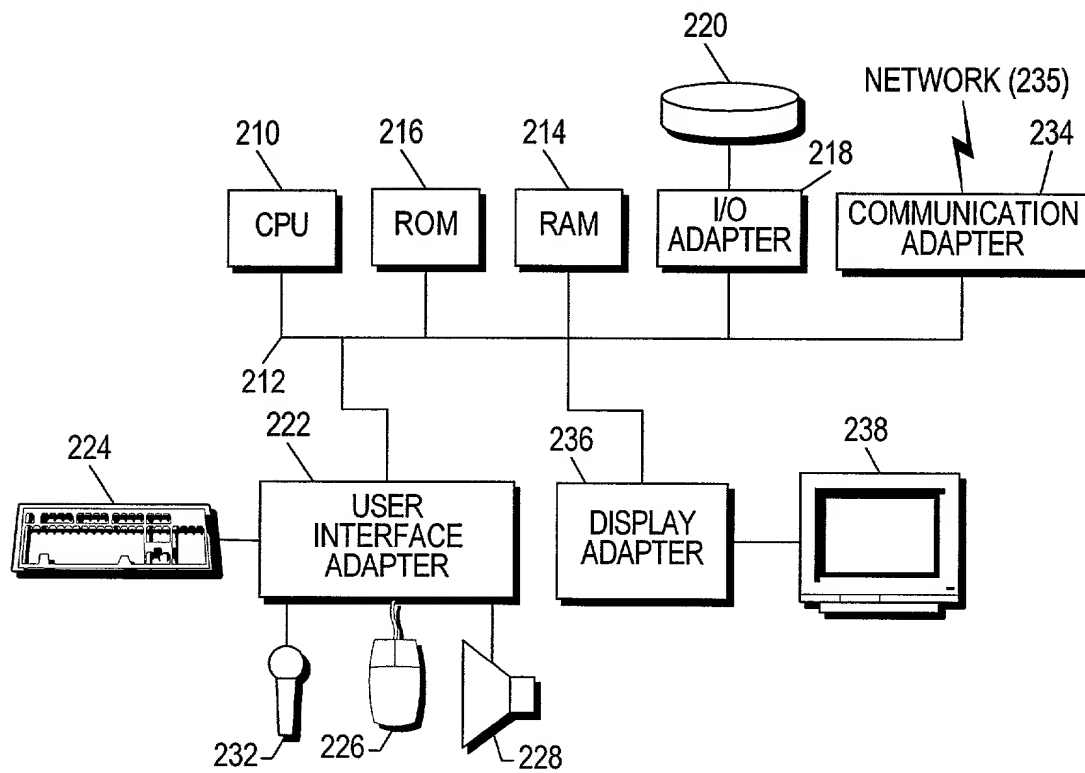 220
NETWORK (235)
210
216
214
218
234
CPU
ROM
RAM
I/O
ADAPTER
COMMUNICATION
ADAPTER
212
222
224
236
238
USER
INTERFACE
ADAPTER
DISPLAY
ADAPTER
232
226
228